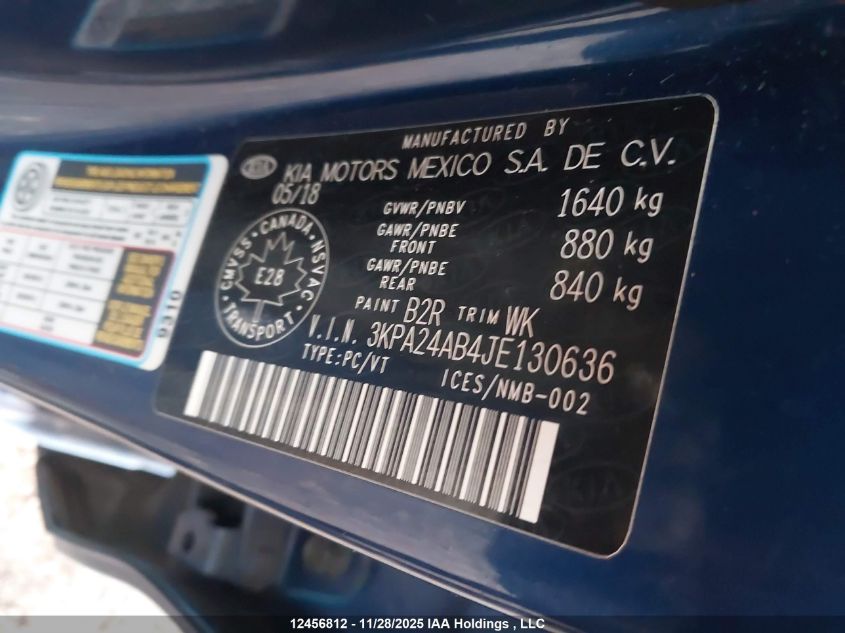 MANUFACTURED BY
KIA KIA MOTORS MEXICO S.A. DE C.V.
05/18
GVWR/PNBV 1640 kg
GAWR/PNBE FRONT 880 kg
GAWR/PNBE REAR 840 kg
CMVSS · CANADA · NSVAC
E28
TRANSPORT
PAINT B2R TRIM WK
V.I.N. 3KPA24AB4JE130636
TYPE:PC/VT ICES/NMB-002
9310
12456812 - 11/28/2025 IAA Holdings , LLC